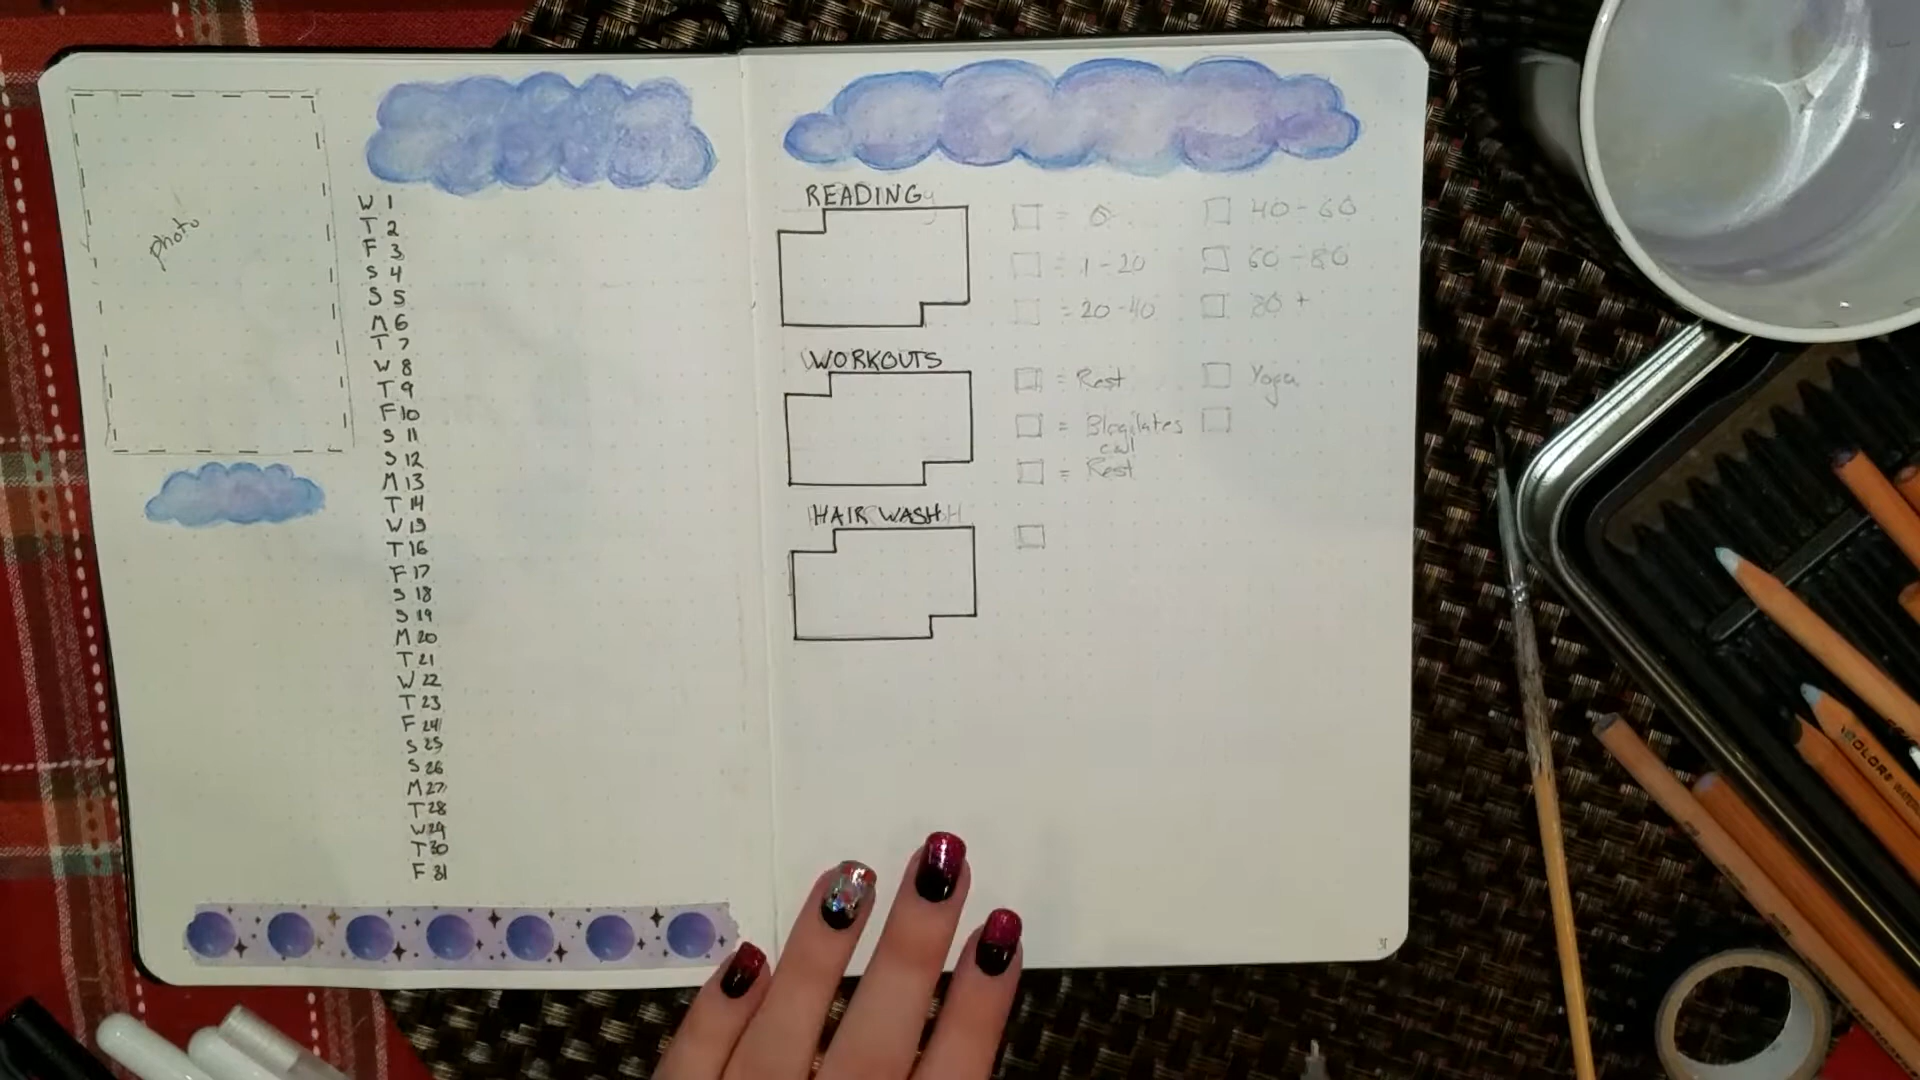 photo
W 1
T 2
F 3
S 4
S 5
M 6
T 7
W 8
T 9
F 10
S 11
S 12
M 13
T 14
W 15
T 16
F 17
S 18
S 19
M 20
T 21
W 22
T 23
F 24
S 25
S 26
M 27
T 28
W 29
T 30
F 31
READING
= 0
= 1-20
= 20-40
40-60
60-80
80 +
WORKOUTS
= Rest
= Blogilates
cal
= Rest
Yoga
HAIR WASH